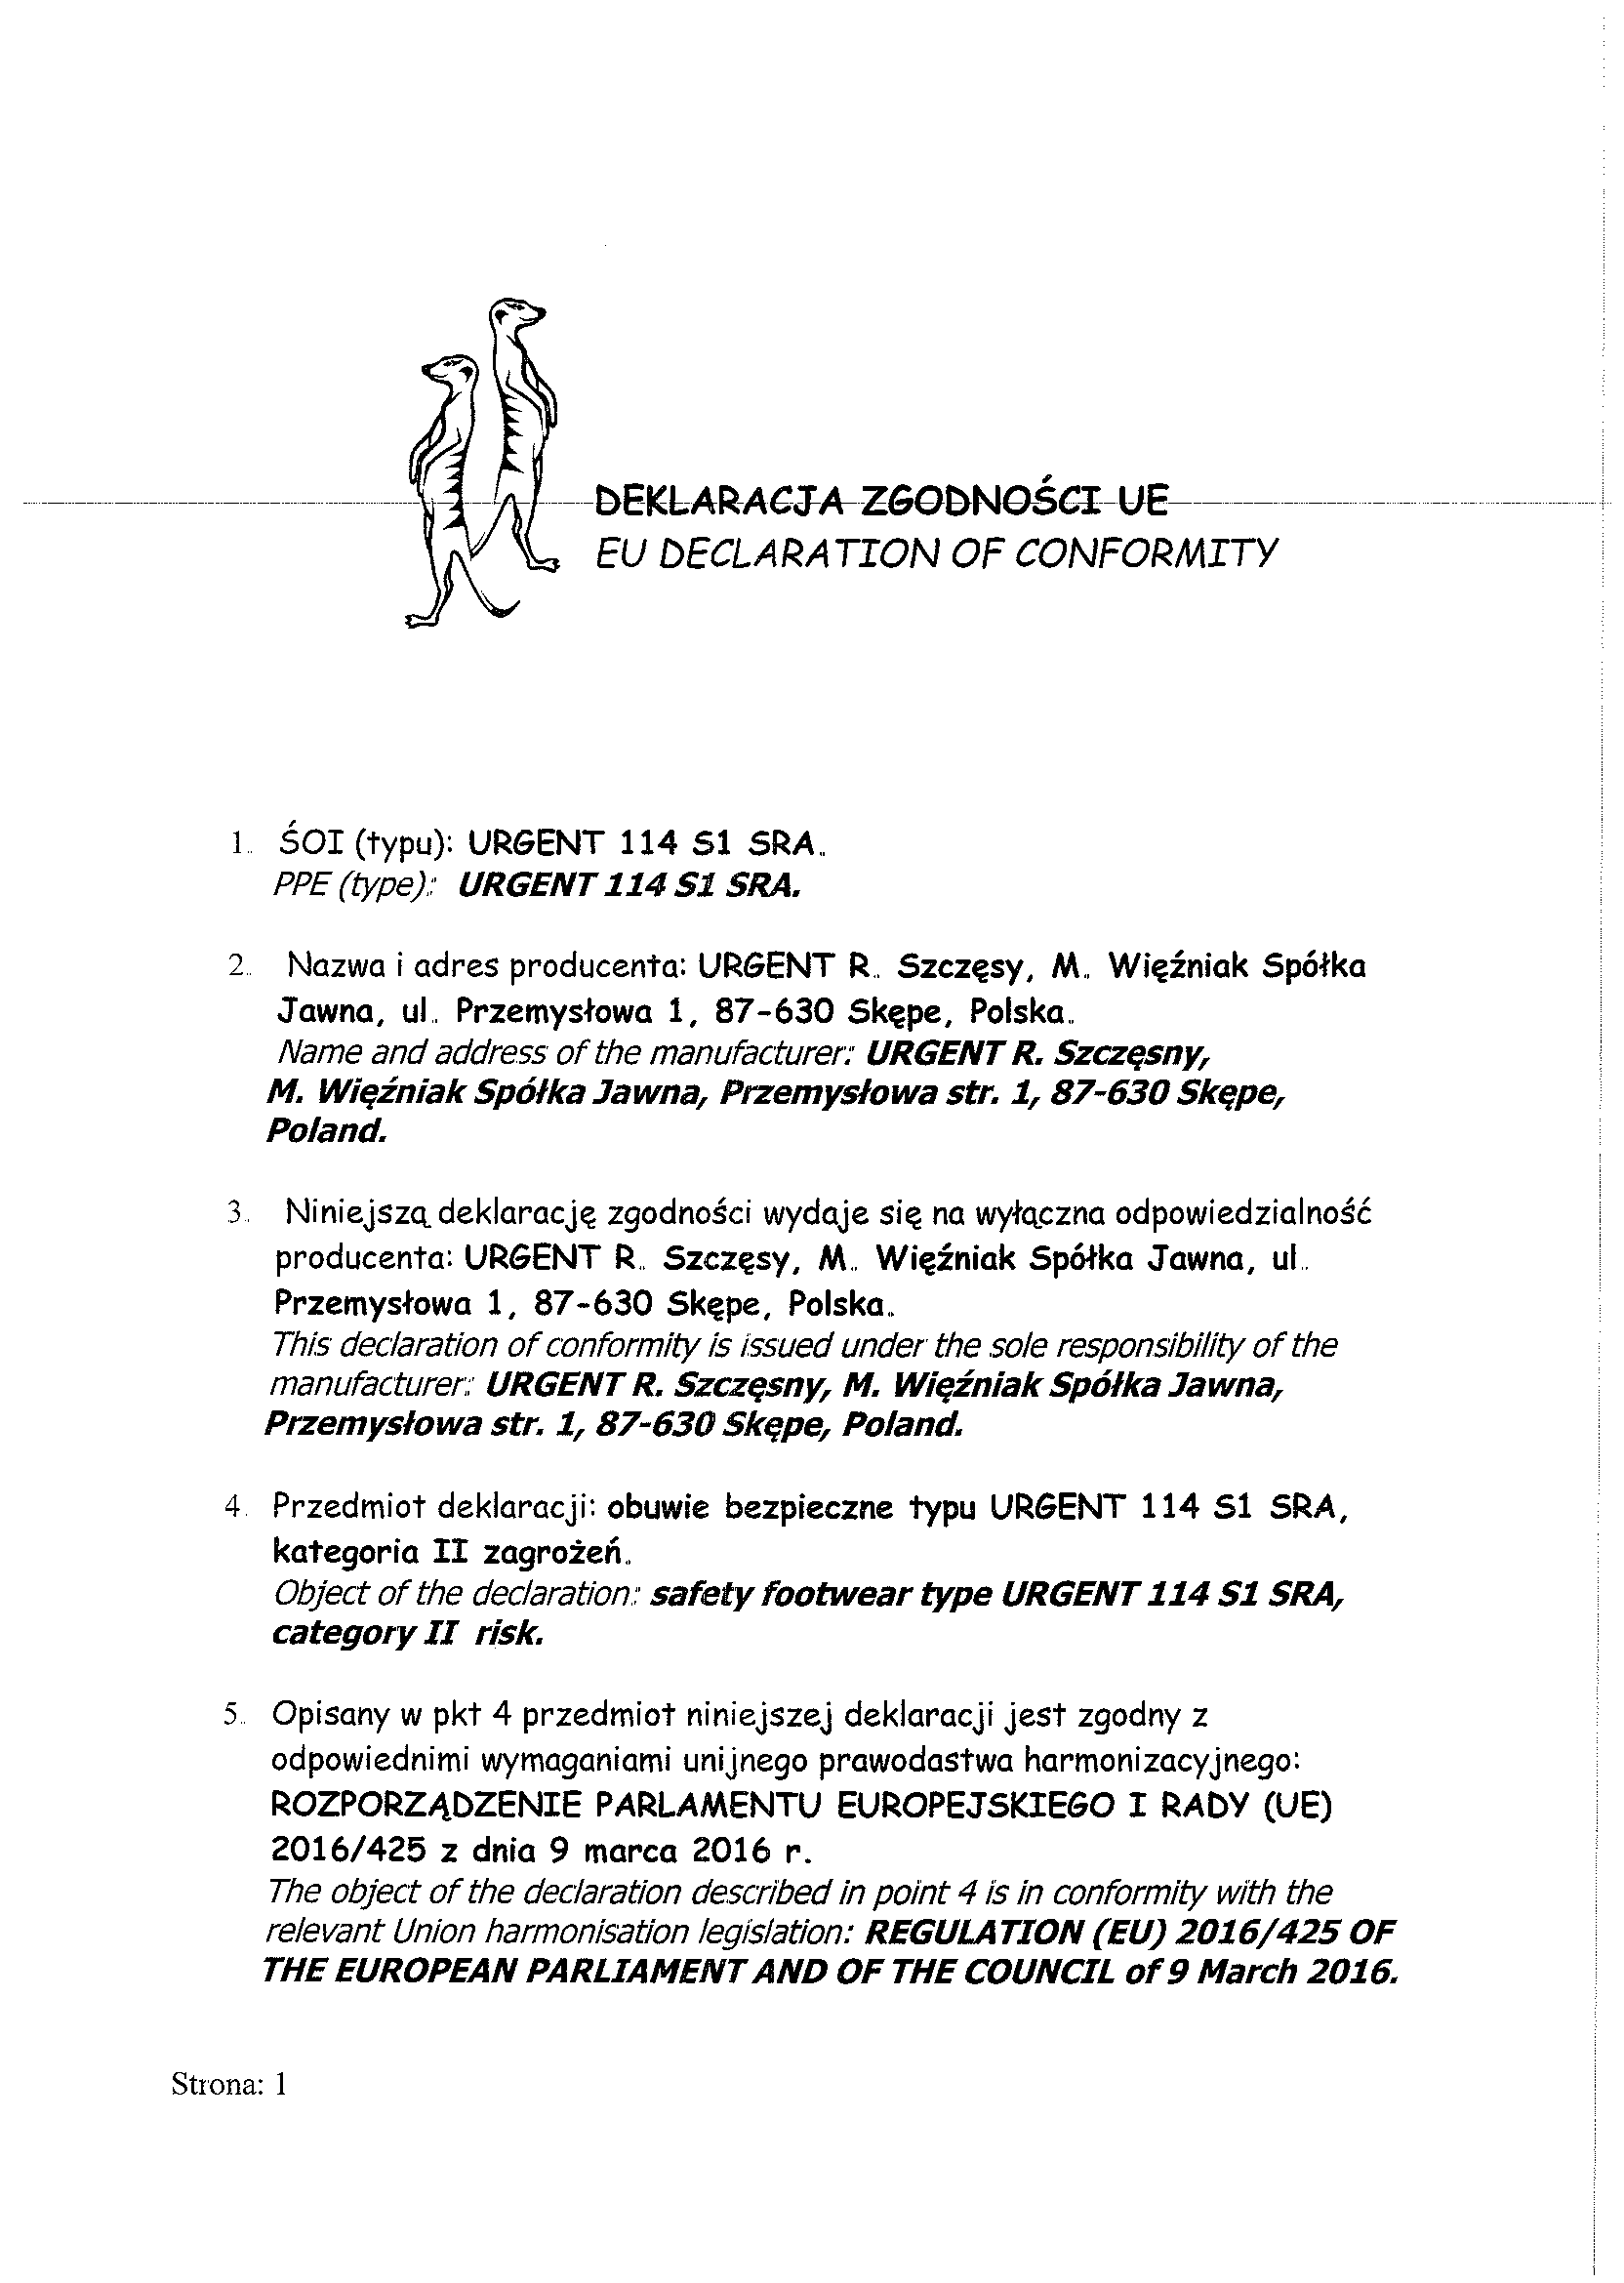 DEKLARACJA ZGODNOŚCI UE
EU DECLARATION OF CONFORMITY
1. ŚOI (typu): URGENT 114 S1 SRA.
PPE (type): URGENT 114 S1 SRA.
2. Nazwa i adres producenta: URGENT R. Szczęsy, M. Więźniak Spółka
Jawna, ul. Przemysłowa 1, 87-630 Skępe, Polska.
Name and address of the manufacturer: URGENT R. Szczęsny,
M. Więźniak Spółka Jawna, Przemysłowa str. 1, 87-630 Skępe,
Poland.
3. Niniejszą deklarację zgodności wydaje się na wyłączna odpowiedzialność
producenta: URGENT R. Szczęsy, M. Więźniak Spółka Jawna, ul.
Przemysłowa 1, 87-630 Skępe, Polska.
This declaration of conformity is issued under the sole responsibility of the
manufacturer: URGENT R. Szczęsny, M. Więźniak Spółka Jawna,
Przemysłowa str. 1, 87-630 Skępe, Poland.
4. Przedmiot deklaracji: obuwie bezpieczne typu URGENT 114 S1 SRA,
kategoria II zagrożeń.
Object of the declaration: safety footwear type URGENT 114 S1 SRA,
category II risk.
5. Opisany w pkt 4 przedmiot niniejszej deklaracji jest zgodny z
odpowiednimi wymaganiami unijnego prawodastwa harmonizacyjnego:
ROZPORZĄDZENIE PARLAMENTU EUROPEJSKIEGO I RADY (UE)
2016/425 z dnia 9 marca 2016 r.
The object of the declaration described in point 4 is in conformity with the
relevant Union harmonisation legislation: REGULATION (EU) 2016/425 OF
THE EUROPEAN PARLIAMENT AND OF THE COUNCIL of 9 March 2016.
Strona: 1